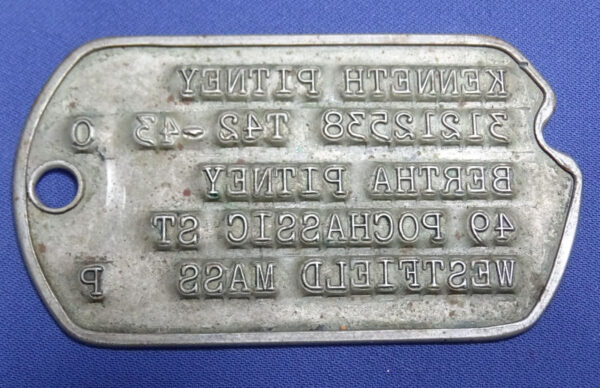 KENNETH PITNEY
31212538 T42-43 O
BERTHA PITNEY
49 POCHASSIC ST
WESTFIELD MASS P